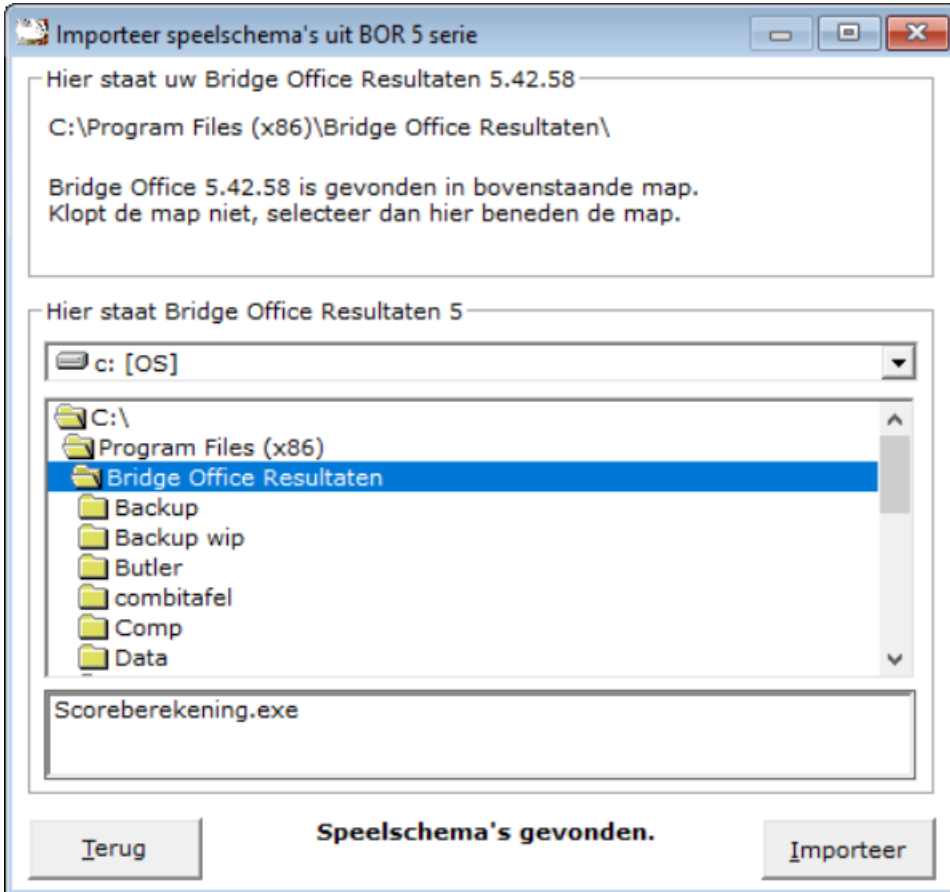 Importeer speelschema's uit BOR 5 serie
Hier staat uw Bridge Office Resultaten 5.42.58
C:\Program Files (x86)\Bridge Office Resultaten\
Bridge Office 5.42.58 is gevonden in bovenstaande map.
Klopt de map niet, selecteer dan hier beneden de map.
Hier staat Bridge Office Resultaten 5
c: [OS]
C:\
Program Files (x86)
Bridge Office Resultaten
Backup
Backup wip
Butler
combitafel
Comp
Data
Scoreberekening.exe
Terug
Speelschema's gevonden.
Importeer